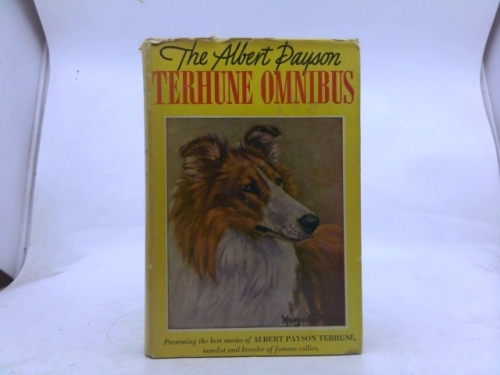 The Albert Payson
TERHUNE OMNIBUS
Presenting the best stories of ALBERT PAYSON TERHUNE,
novelist and breeder of famous collies.